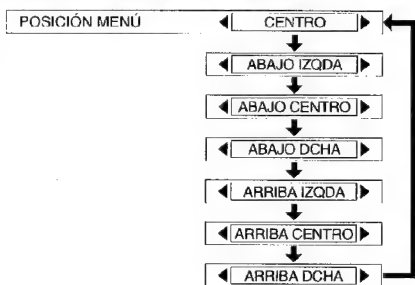 POSICIÓN MENÚ CENTRO
ABAJO IZQDA
ABAJO CENTRO
ABAJO DCHA
ARRIBA IZQDA
ARRIBA CENTRO
ARRIBA DCHA